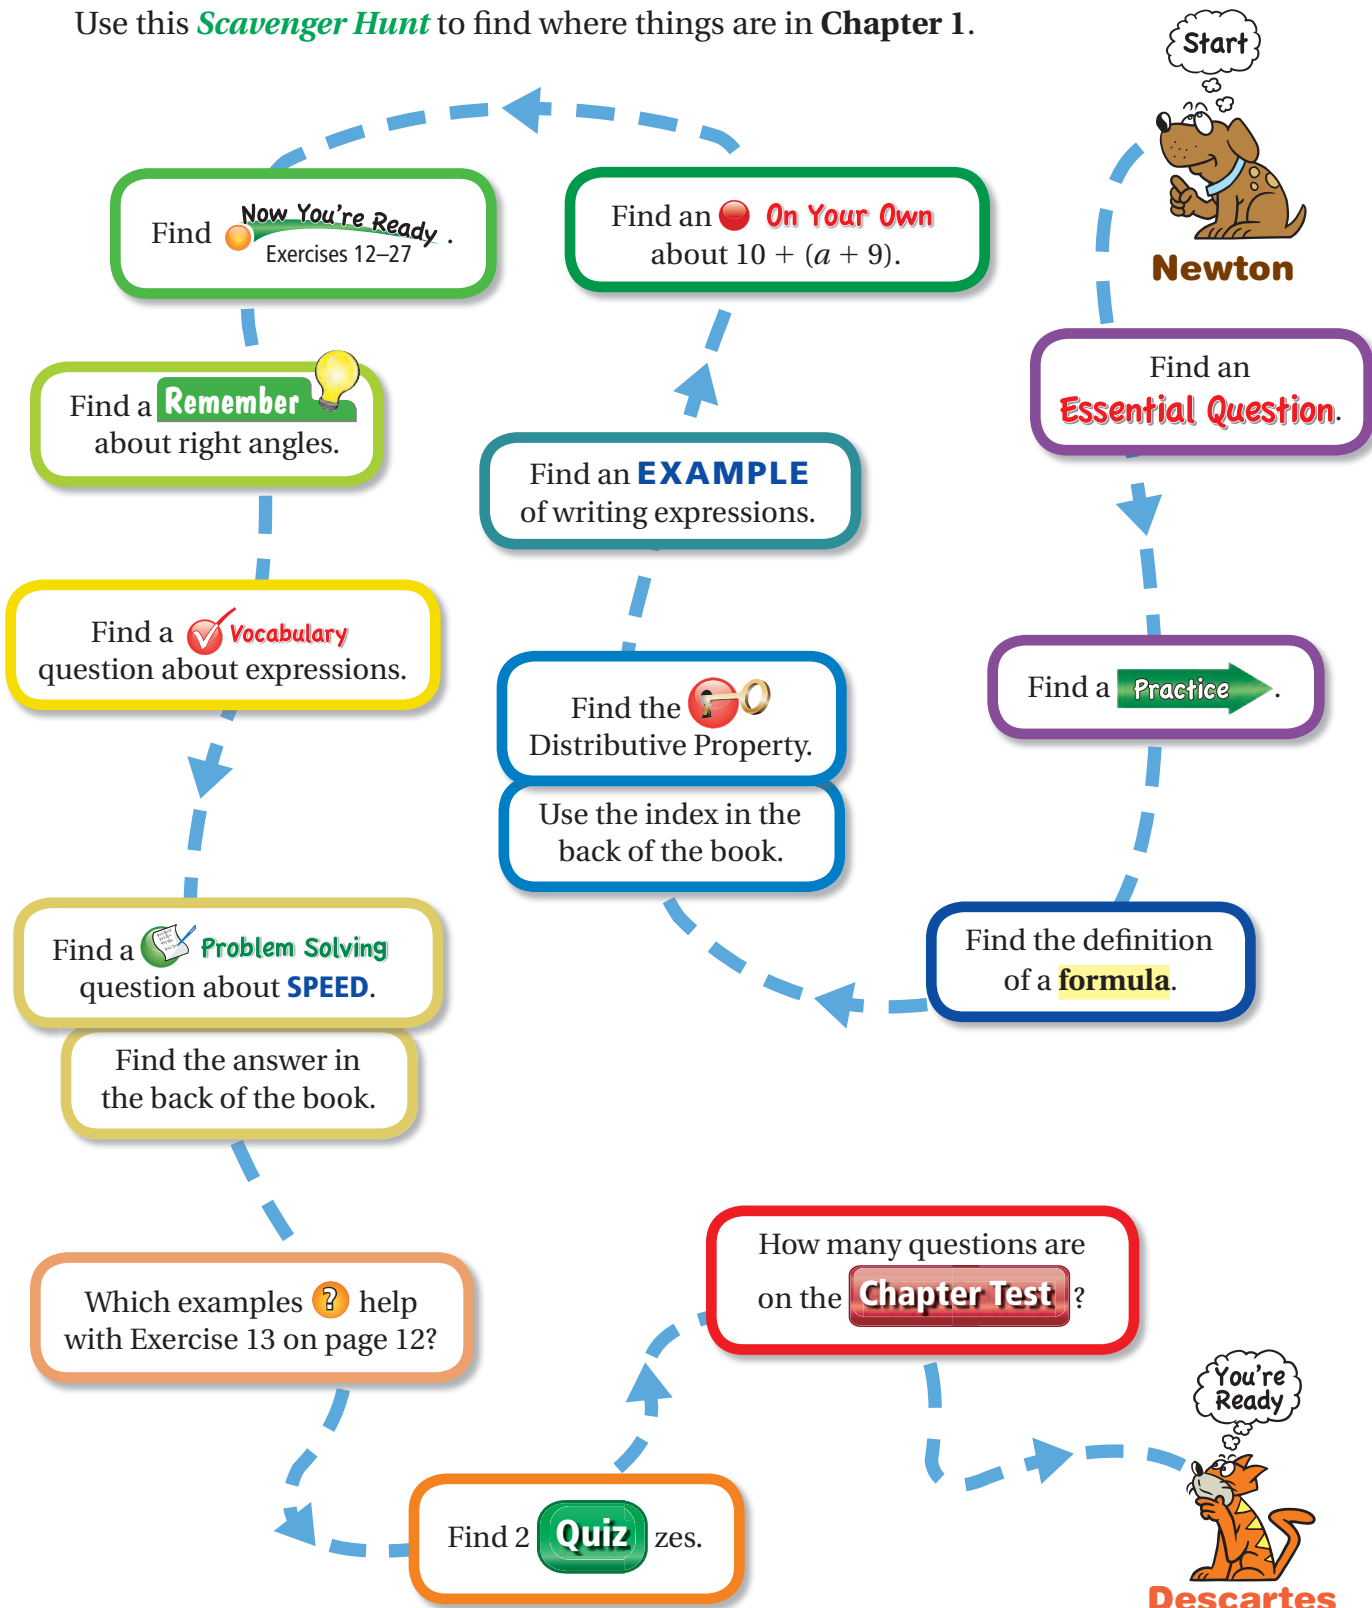 Use this Scavenger Hunt to find where things are in Chapter 1.
Start
Newton
Find an
Essential Question.
Find a Practice.
Find the definition
of a formula.
Find the
Distributive Property.
Use the index in the
back of the book.
Find an EXAMPLE
of writing expressions.
Find an On Your Own
about 10 + (a + 9).
Find Now You're Ready.
Exercises 12–27
Find a Remember
about right angles.
Find a Vocabulary
question about expressions.
Find a Problem Solving
question about SPEED.
Find the answer in
the back of the book.
Which examples ? help
with Exercise 13 on page 12?
Find 2 Quiz zes.
How many questions are
on the Chapter Test ?
You're
Ready
Descartes